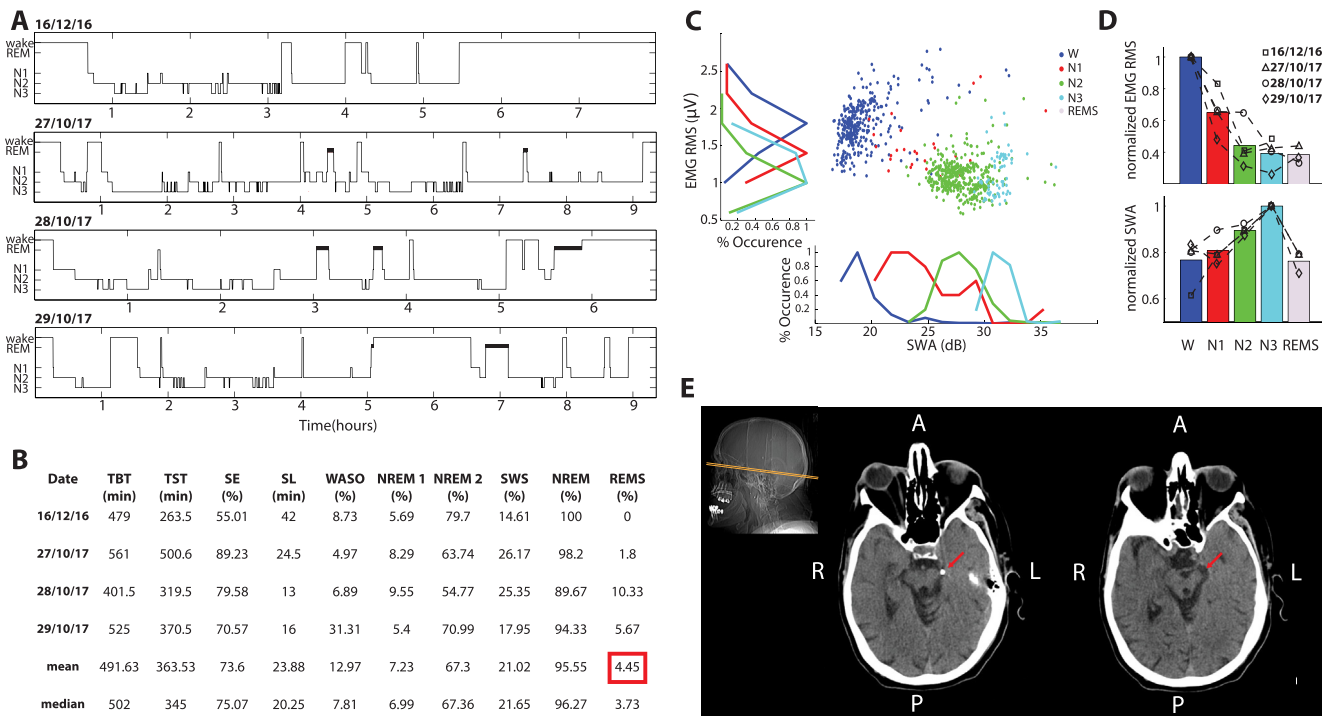 A
16/12/16
wake
REM
N1
N2
N3
1 2 3 4 5 6 7
27/10/17
wake
REM
N1
N2
N3
1 2 3 4 5 6 7 8 9
28/10/17
wake
REM
N1
N2
N3
1 2 3 4 5 6
29/10/17
wake
REM
N1
N2
N3
1 2 3 4 5 6 7 8 9
Time(hours)
B
Date TBT (min) TST (min) SE (%) SL (min) WASO (%) NREM 1 (%) NREM 2 (%) SWS (%) NREM (%) REMS (%)
16/12/16 479 263.5 55.01 42 8.73 5.69 79.7 14.61 100 0
27/10/17 561 500.6 89.23 24.5 4.97 8.29 63.74 26.17 98.2 1.8
28/10/17 401.5 319.5 79.58 13 6.89 9.55 54.77 25.35 89.67 10.33
29/10/17 525 370.5 70.57 16 31.31 5.4 70.99 17.95 94.33 5.67
mean 491.63 363.53 73.6 23.88 12.97 7.23 67.3 21.02 95.55 4.45
median 502 345 75.07 20.25 7.81 6.99 67.36 21.65 96.27 3.73
C
EMG RMS (μV)
2.5
2
1.5
1
0.5
0.2 0.4 0.6 0.8 1
% Occurence
W
N1
N2
N3
REMS
% Occurence
1
0.8
0.6
0.4
0.2
15 20 25 30 35
SWA (dB)
D
normalized EMG RMS
1
0.8
0.6
0.4
16/12/16
27/10/17
28/10/17
29/10/17
normalized SWA
1
0.8
0.6
W N1 N2 N3 REMS
E
A
R
L
P
A
R
L
P